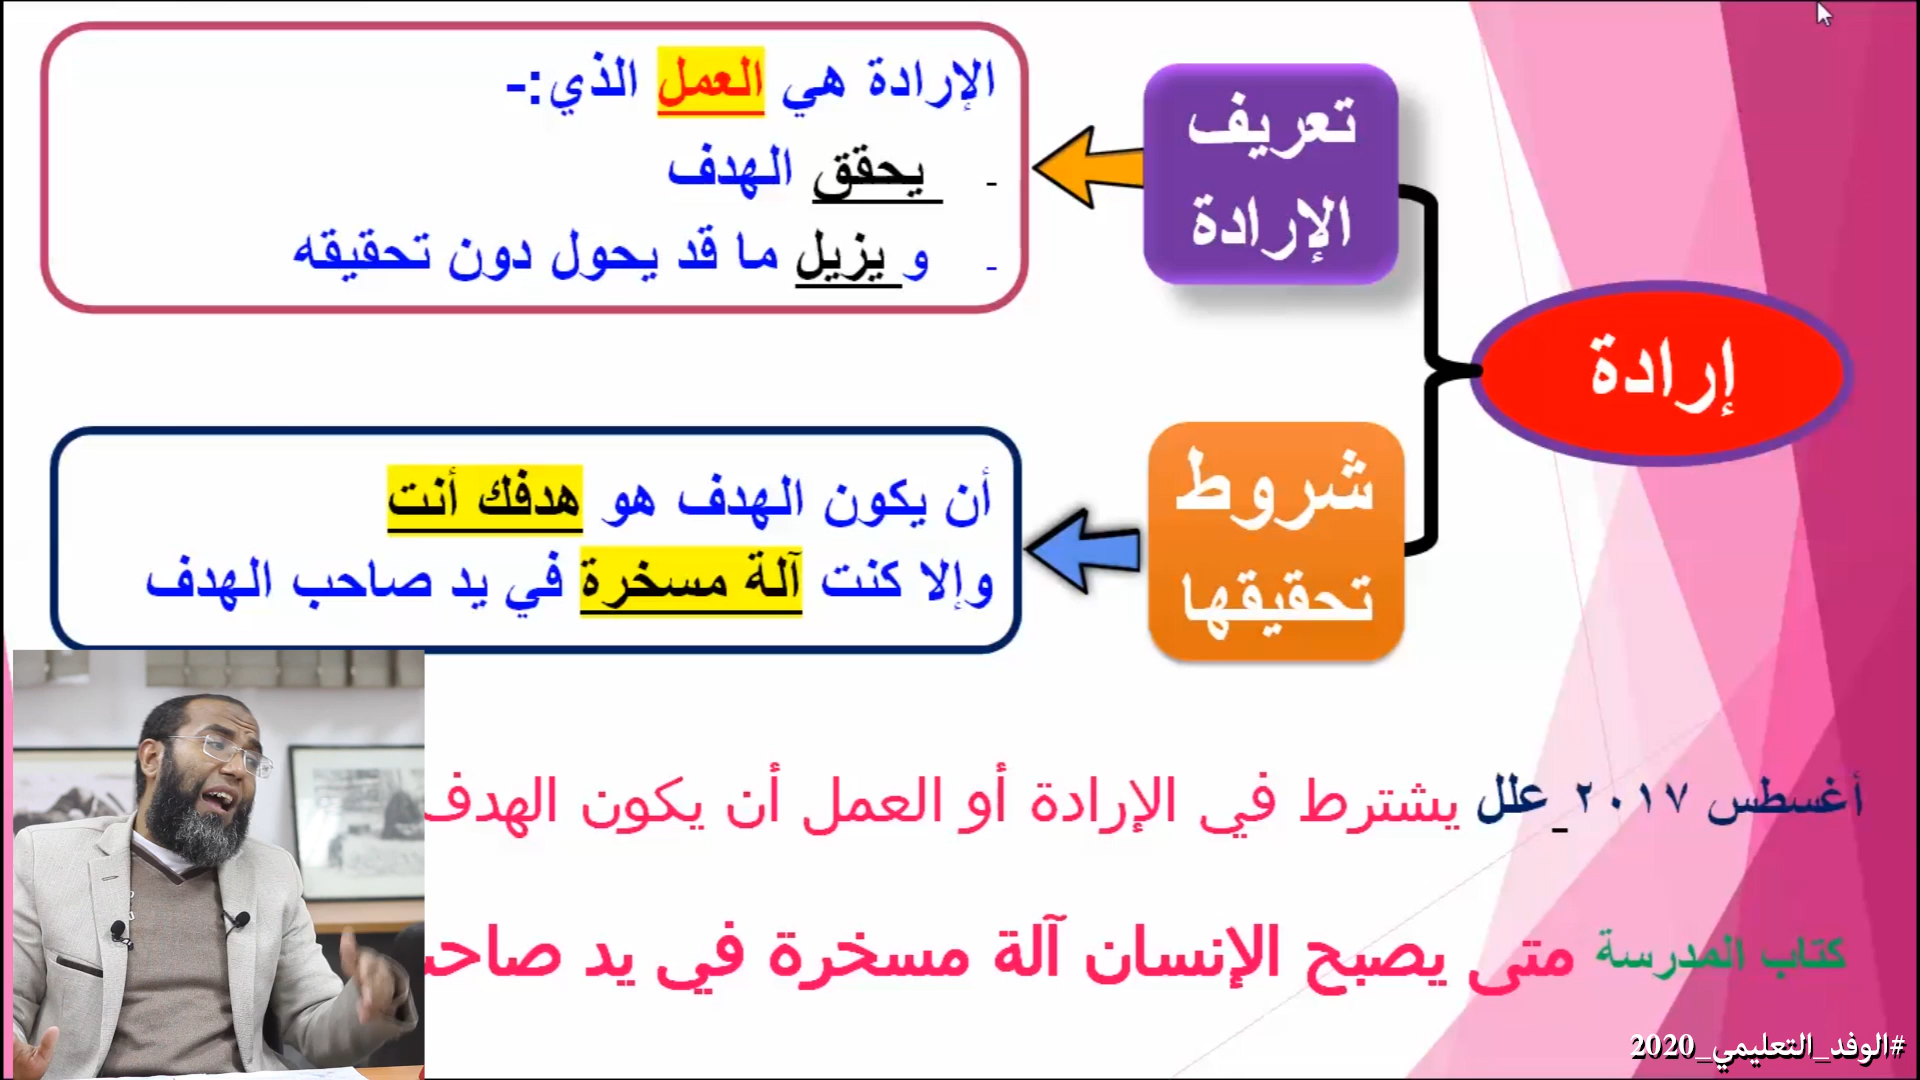 تعريف
الإرادة
الإرادة هي العمل الذي:-
- يحقق الهدف
- و يزيل ما قد يحول دون تحقيقه
إرادة
شروط
تحقيقها
أن يكون الهدف هو هدفك أنت
وإلا كنت آلة مسخرة في يد صاحب الهدف
أغسطس ٢٠١٧_ علل يشترط في الإرادة أو العمل أن يكون الهدف
كتاب المدرسة متى يصبح الإنسان آلة مسخرة في يد
#الوفد_التعليمي_2020